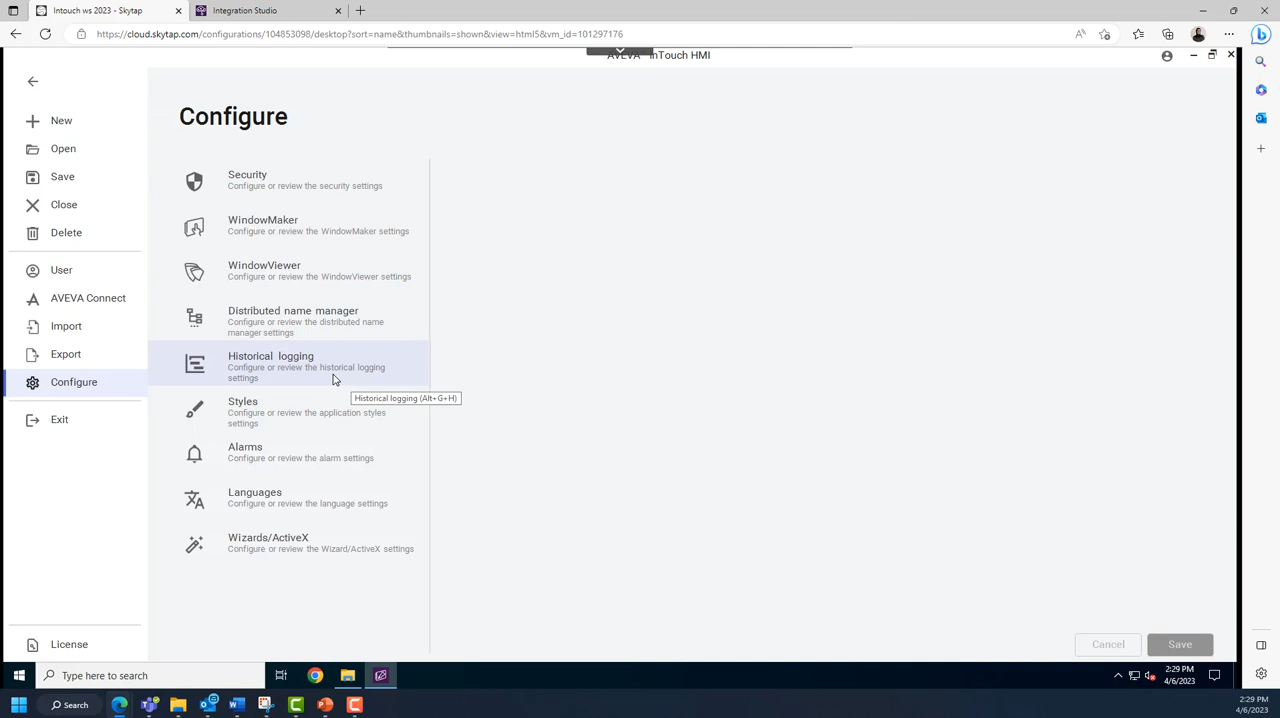 Intouch ws 2023 - Skytap
Integration Studio
https://cloud.skytap.com/configurations/104853098/desktop?sort=name&thumbnails=shown&view=html5&vm_id=101297176
AVEVA InTouch HMI
Configure
New
Open
Save
Close
Delete
User
AVEVA Connect
Import
Export
Configure
Exit
License
Security
Configure or review the security settings
WindowMaker
Configure or review the WindowMaker settings
WindowViewer
Configure or review the WindowViewer settings
Distributed name manager
Configure or review the distributed name
manager settings
Historical logging
Configure or review the historical logging
settings
Historical logging (Alt+G+H)
Styles
Configure or review the application styles
settings
Alarms
Configure or review the alarm settings
Languages
Configure or review the language settings
Wizards/ActiveX
Configure or review the Wizard/ActiveX settings
Cancel
Save
Type here to search
2:29 PM
4/6/2023
Search
2:29 PM
4/6/2023